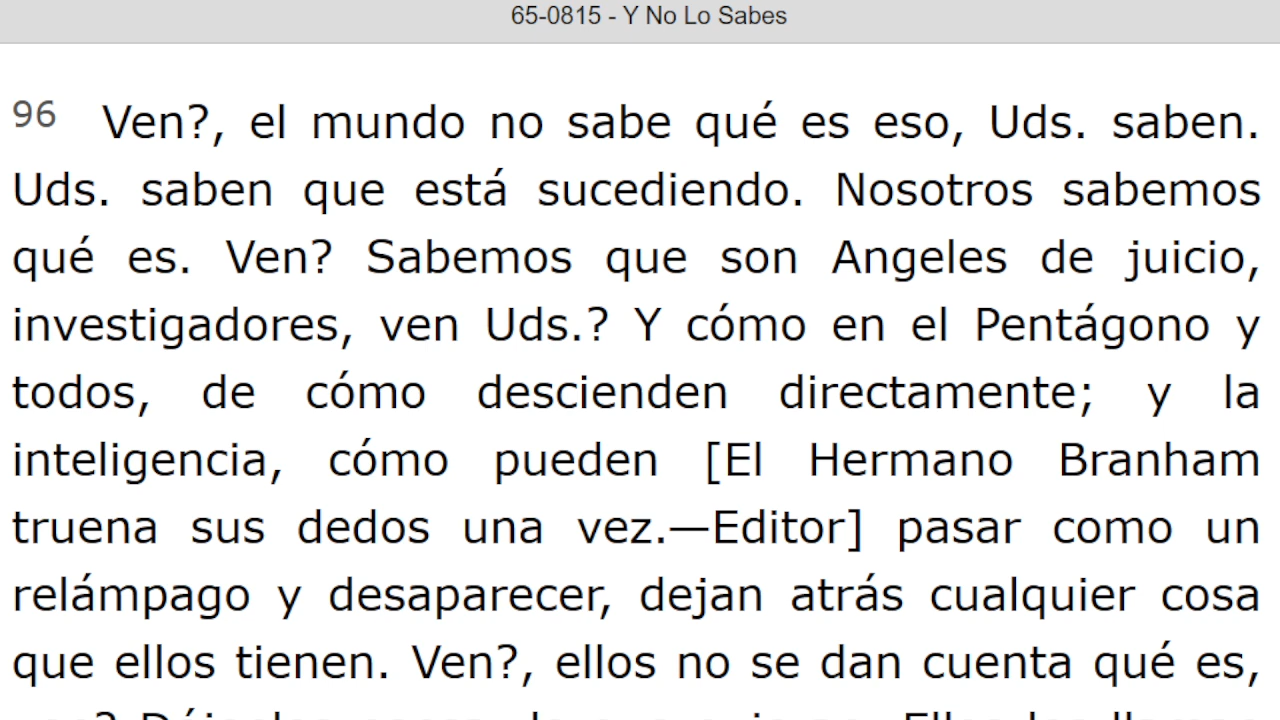 65-0815 - Y No Lo Sabes
96 Ven?, el mundo no sabe qué es eso, Uds. saben.
Uds. saben que está sucediendo. Nosotros sabemos
qué es. Ven? Sabemos que son Angeles de juicio,
investigadores, ven Uds.? Y cómo en el Pentágono y
todos, de cómo descienden directamente; y la
inteligencia, cómo pueden [El Hermano Branham
truena sus dedos una vez.—Editor] pasar como un
relámpago y desaparecer, dejan atrás cualquier cosa
que ellos tienen. Ven?, ellos no se dan cuenta qué es,